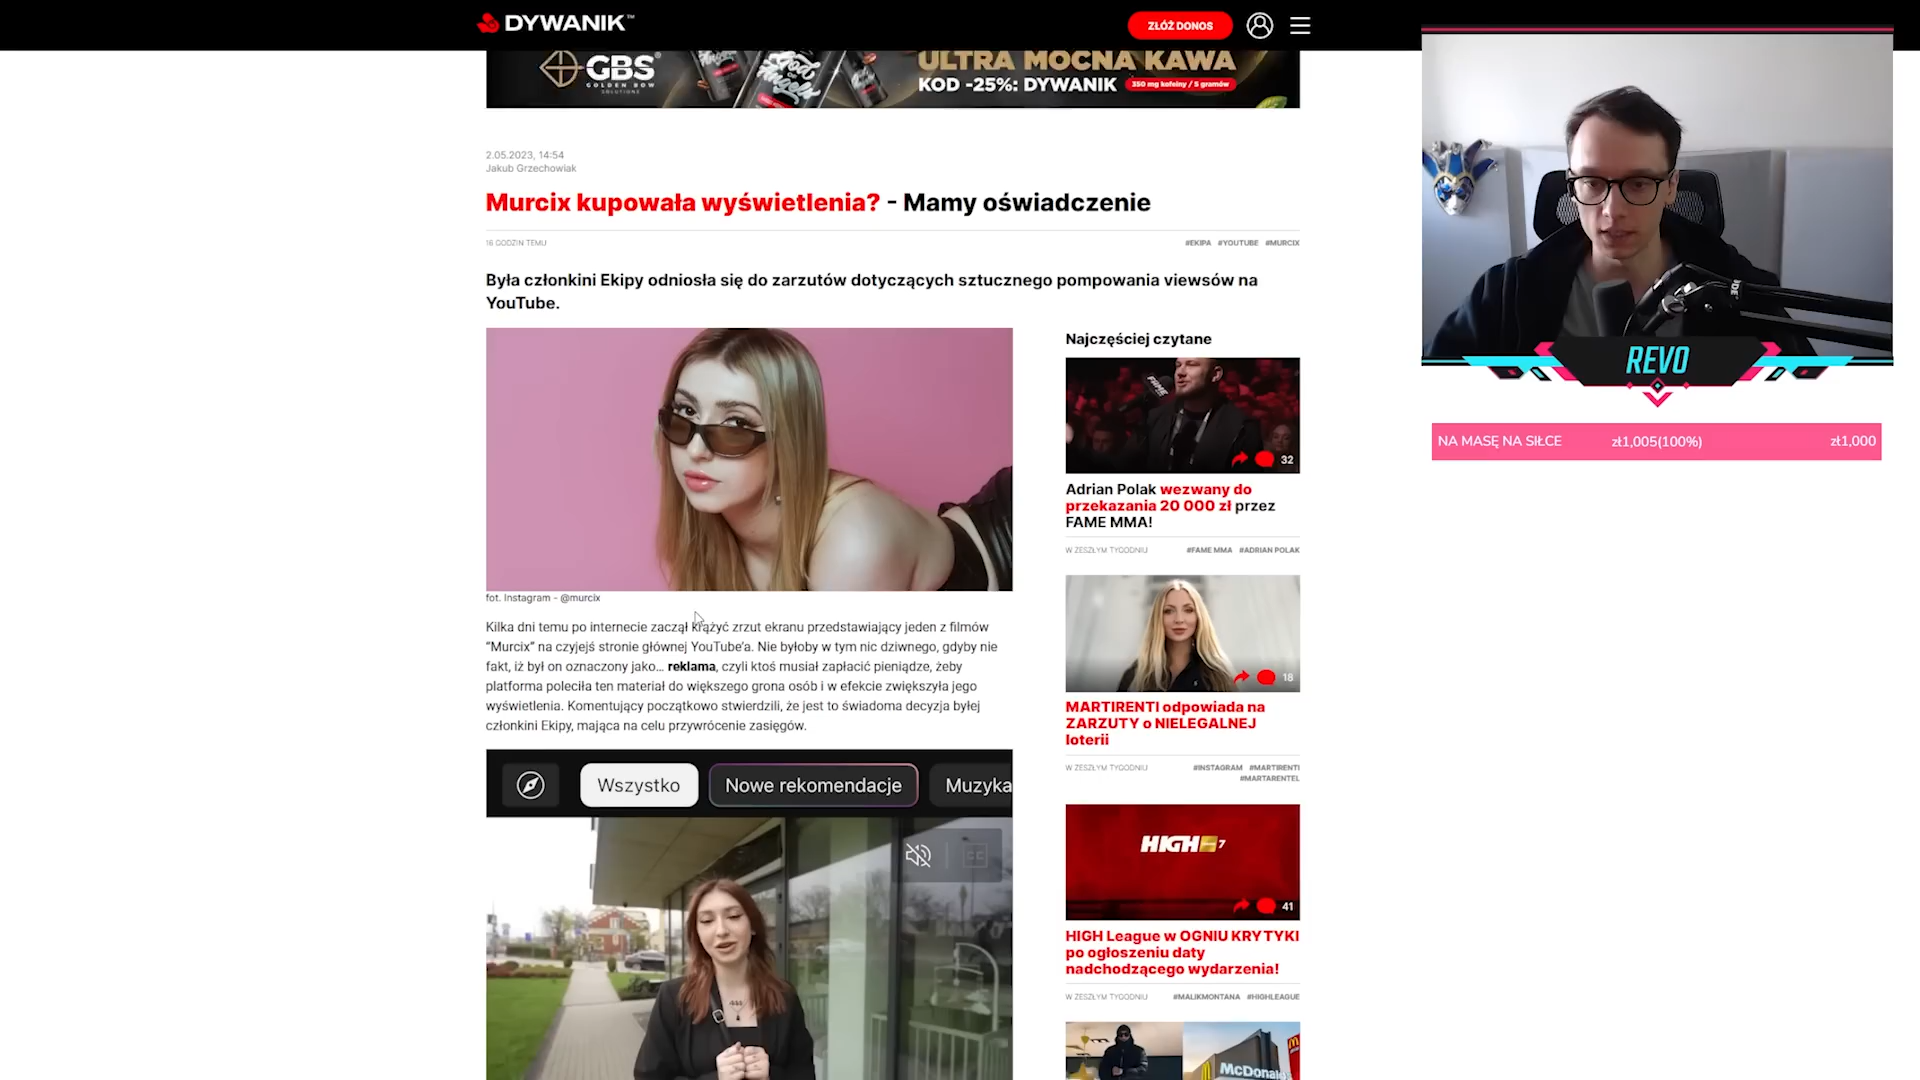 DYWANIK™
ZŁÓŻ DONOS
GBS®
GOLDEN BOW
SOLUTIONS
ULTRA MOCNA KAWA
KOD -25%: DYWANIK
350 mg kofeiny / 5 gramów
2.05.2023, 14:54
Jakub Grzechowiak
Murcix kupowała wyświetlenia? - Mamy oświadczenie
16 GODZIN TEMU
#EKIPA #YOUTUBE #MURCIX
Była członkini Ekipy odniosła się do zarzutów dotyczących sztucznego pompowania viewsów na
YouTube.
fot. Instagram - @murcix
Kilka dni temu po internecie zaczął krążyć zrzut ekranu przedstawiający jeden z filmów
“Murcix” na czyjejś stronie głównej YouTube’a. Nie byłoby w tym nic dziwnego, gdyby nie
fakt, iż był on oznaczony jako… reklama, czyli ktoś musiał zapłacić pieniądze, żeby
platforma poleciła ten materiał do większego grona osób i w efekcie zwiększyła jego
wyświetlenia. Komentujący początkowo stwierdzili, że jest to świadoma decyzja byłej
członkini Ekipy, mająca na celu przywrócenie zasięgów.
Wszystko
Nowe rekomendacje
Muzyka
Najczęściej czytane
FAME
32
Adrian Polak wezwany do
przekazania 20 000 zł przez
FAME MMA!
W ZESZŁYM TYGODNIU
#FAME MMA #ADRIAN POLAK
18
MARTIRENTI odpowiada na
ZARZUTY o NIELEGALNEJ
loterii
W ZESZŁYM TYGODNIU
#INSTAGRAM #MARTIRENTI
#MARTARENTEL
HIGH 7
41
HIGH League w OGNIU KRYTYKI
po ogłoszeniu daty
nadchodzącego wydarzenia!
W ZESZŁYM TYGODNIU
#MALIKMONTANA #HIGHLEAGUE
McDonald
REVO
NA MASĘ NA SIŁCE
zł1,005(100%)
zł1,000